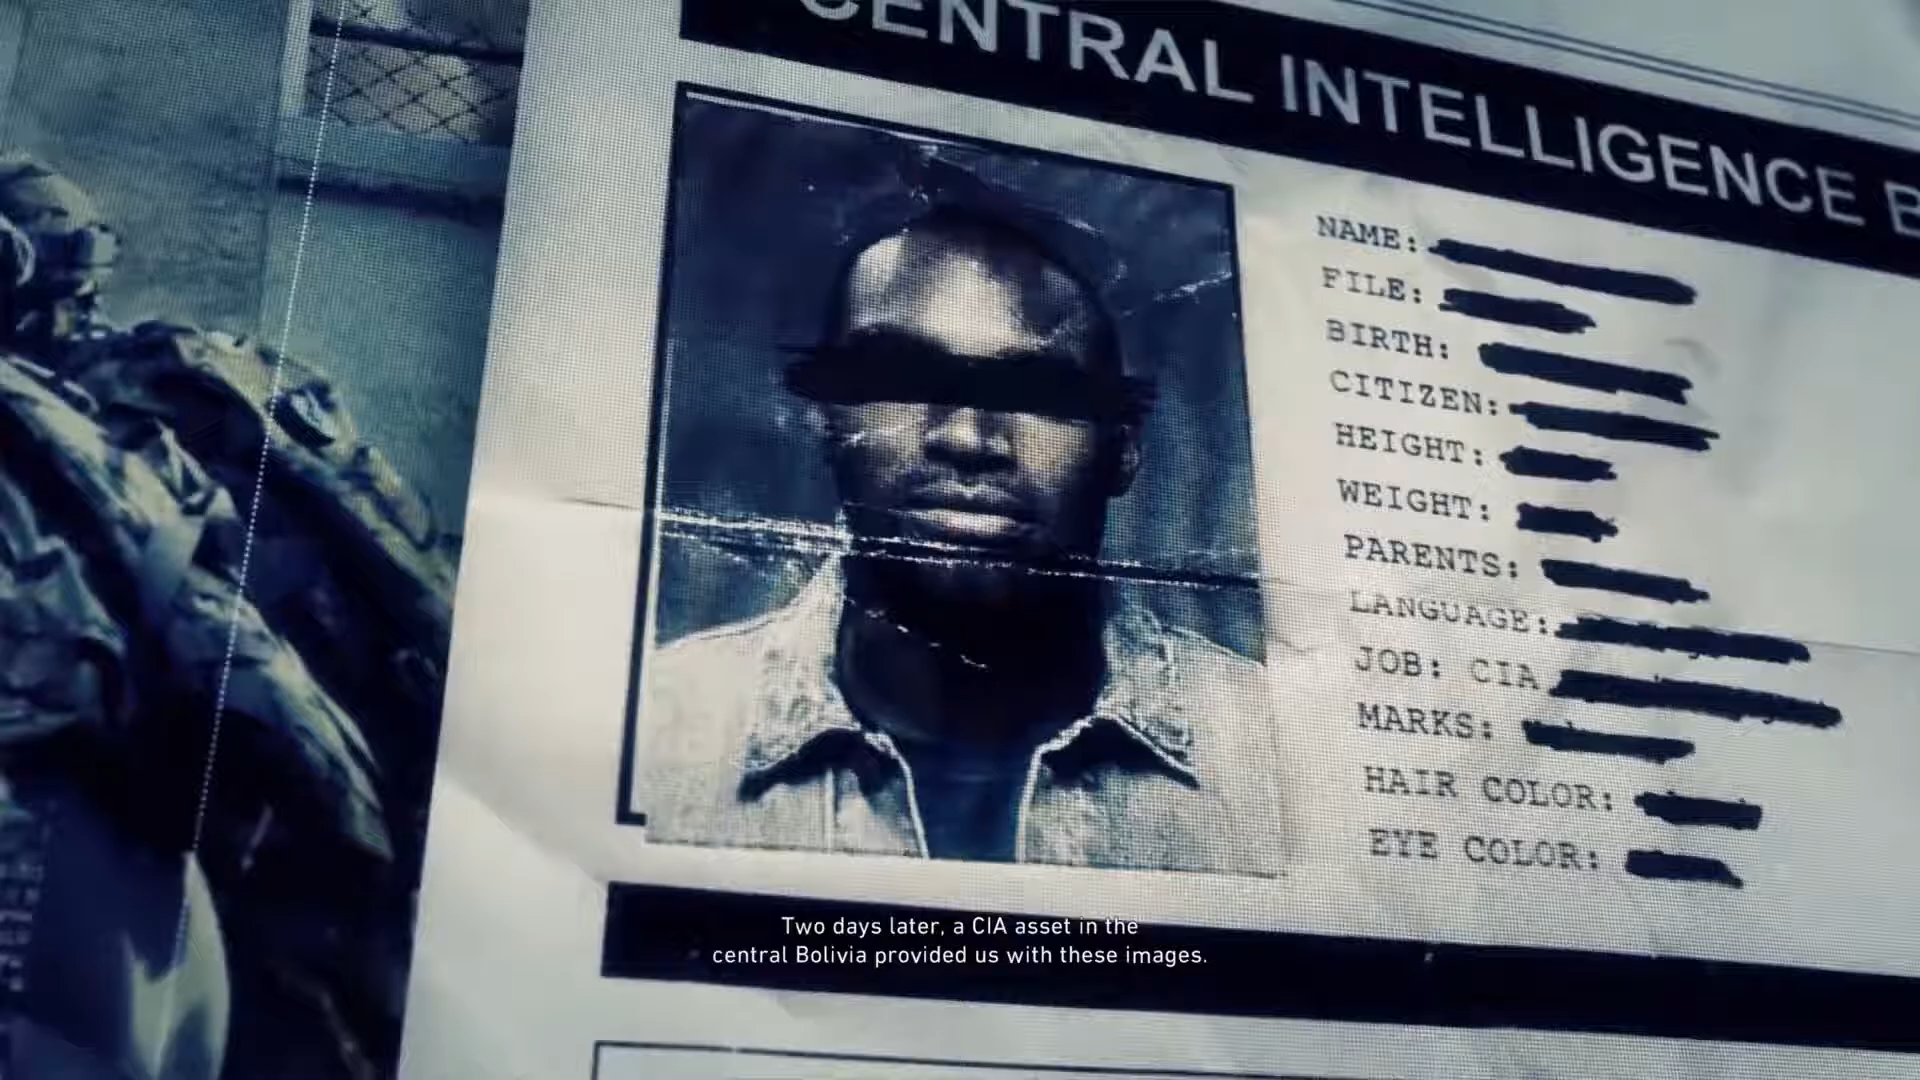 CENTRAL INTELLIGENCE B
NAME:
FILE:
BIRTH:
CITIZEN:
HEIGHT:
WEIGHT:
PARENTS:
LANGUAGE:
JOB: CIA
MARKS:
HAIR COLOR:
EYE COLOR:
Two days later, a CIA asset in the
central Bolivia provided us with these images.